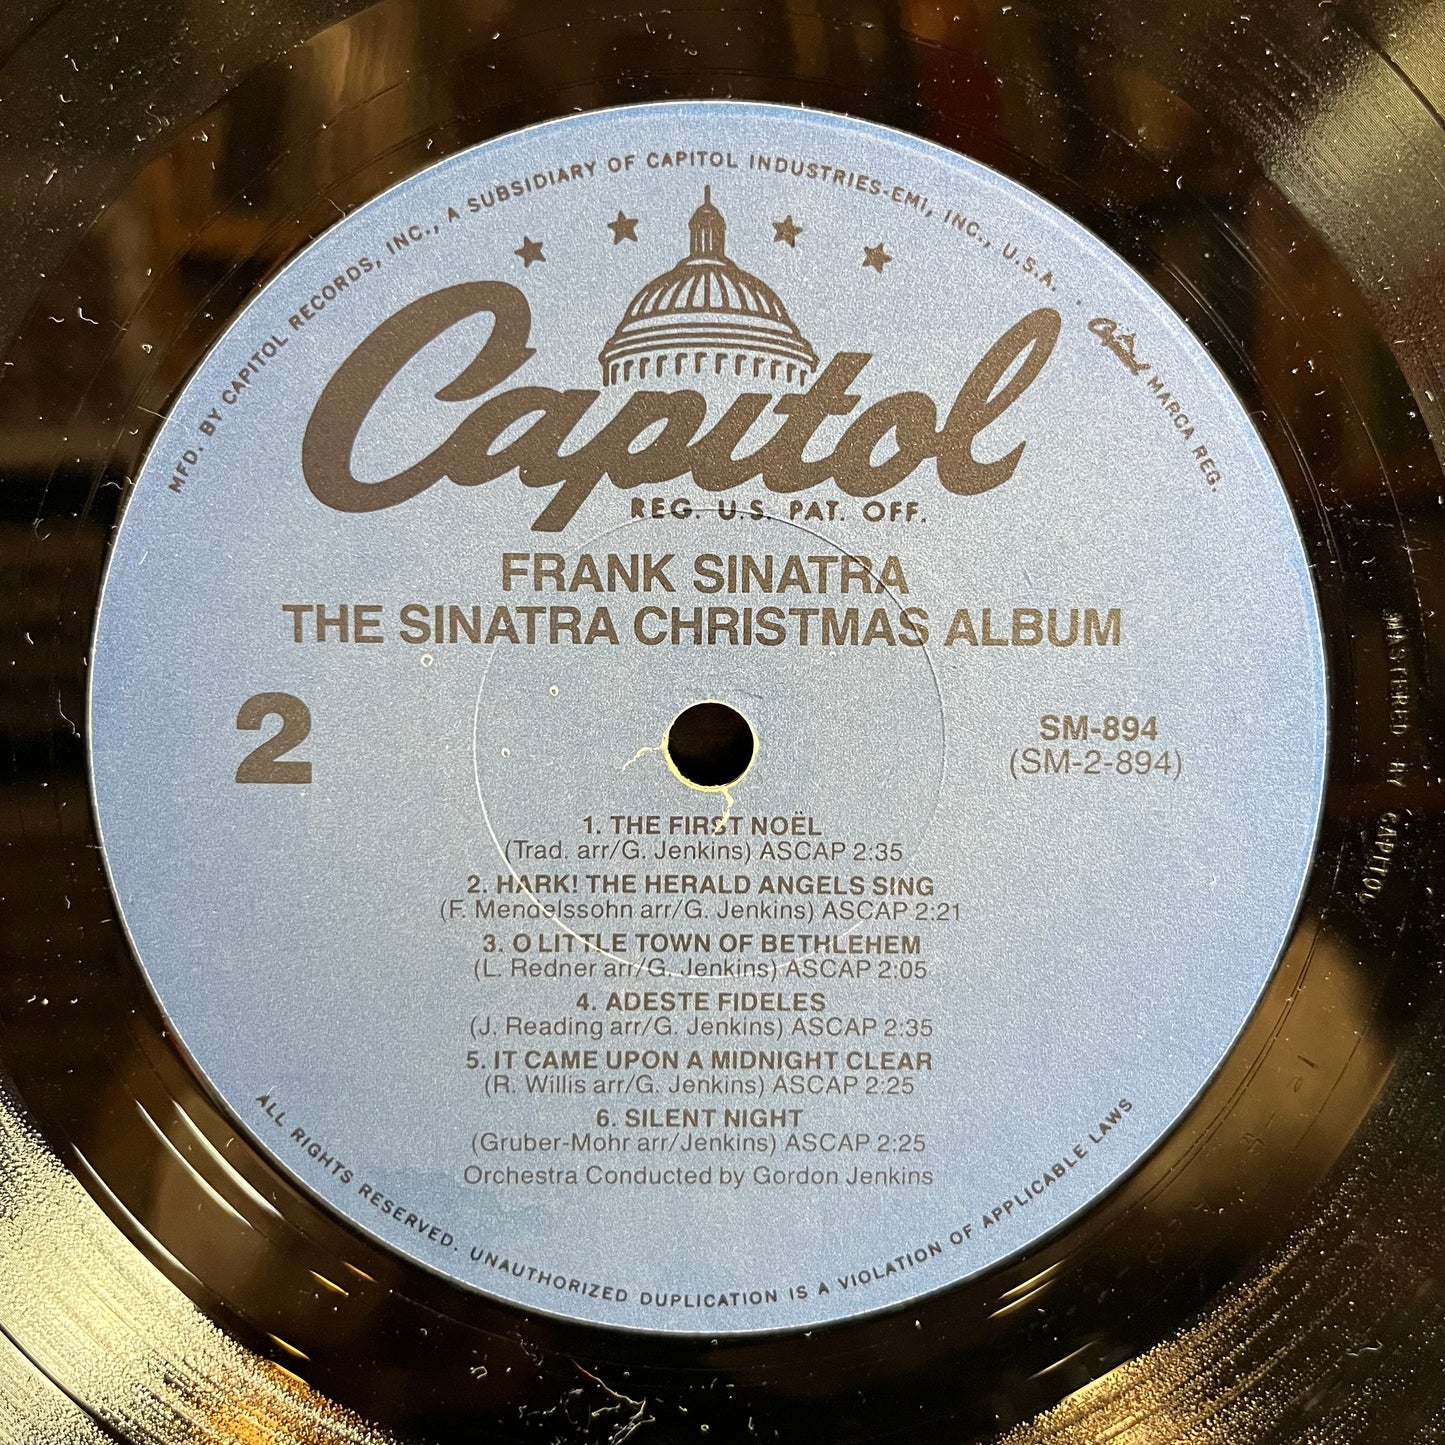 MFD. BY CAPITOL RECORDS, INC., A SUBSIDIARY OF CAPITOL INDUSTRIES-EMI, INC., U.S.A. . Capitol MARCA REG.
Capitol
REG. U.S. PAT. OFF.
FRANK SINATRA
THE SINATRA CHRISTMAS ALBUM
2
SM-894
(SM-2-894)
1. THE FIRST NOËL
(Trad. arr/G. Jenkins) ASCAP 2:35
2. HARK! THE HERALD ANGELS SING
(F. Mendelssohn arr/G. Jenkins) ASCAP 2:21
3. O LITTLE TOWN OF BETHLEHEM
(L. Redner arr/G. Jenkins) ASCAP 2:05
4. ADESTE FIDELES
(J. Reading arr/G. Jenkins) ASCAP 2:35
5. IT CAME UPON A MIDNIGHT CLEAR
(R. Willis arr/G. Jenkins) ASCAP 2:25
6. SILENT NIGHT
(Gruber-Mohr arr/Jenkins) ASCAP 2:25
Orchestra Conducted by Gordon Jenkins
ALL RIGHTS RESERVED. UNAUTHORIZED DUPLICATION IS A VIOLATION OF APPLICABLE LAWS
MASTERED BY CAPITOL